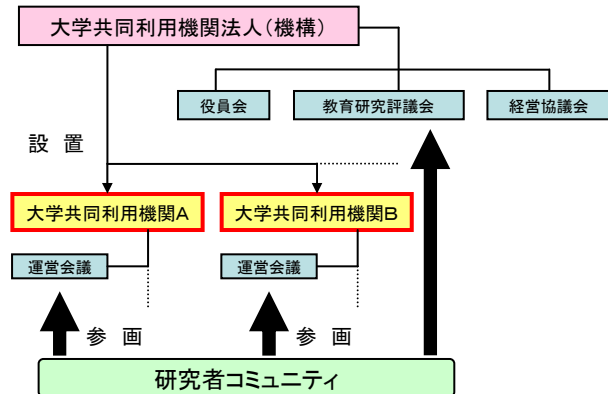 大学共同利用機関法人(機構)
役員会
教育研究評議会
経営協議会
設 置
大学共同利用機関A
大学共同利用機関B
運営会議
運営会議
参 画
参 画
研究者コミュニティ